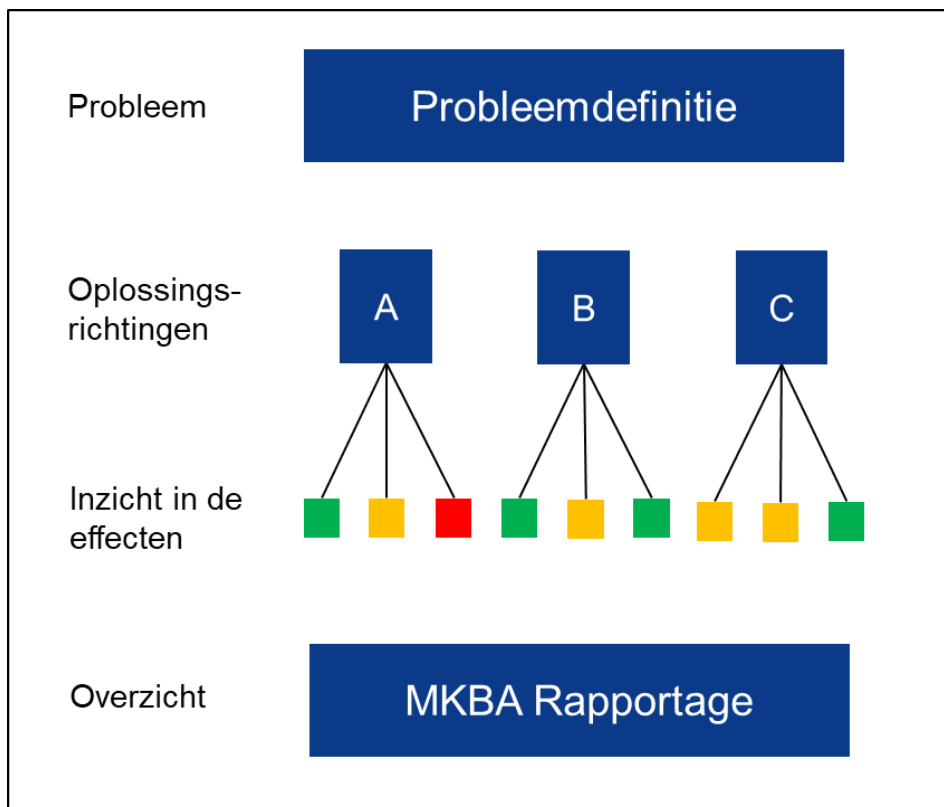 Probleem
Probleemdefinitie
Oplossings-
richtingen
A
B
C
Inzicht in de
effecten
Overzicht
MKBA Rapportage